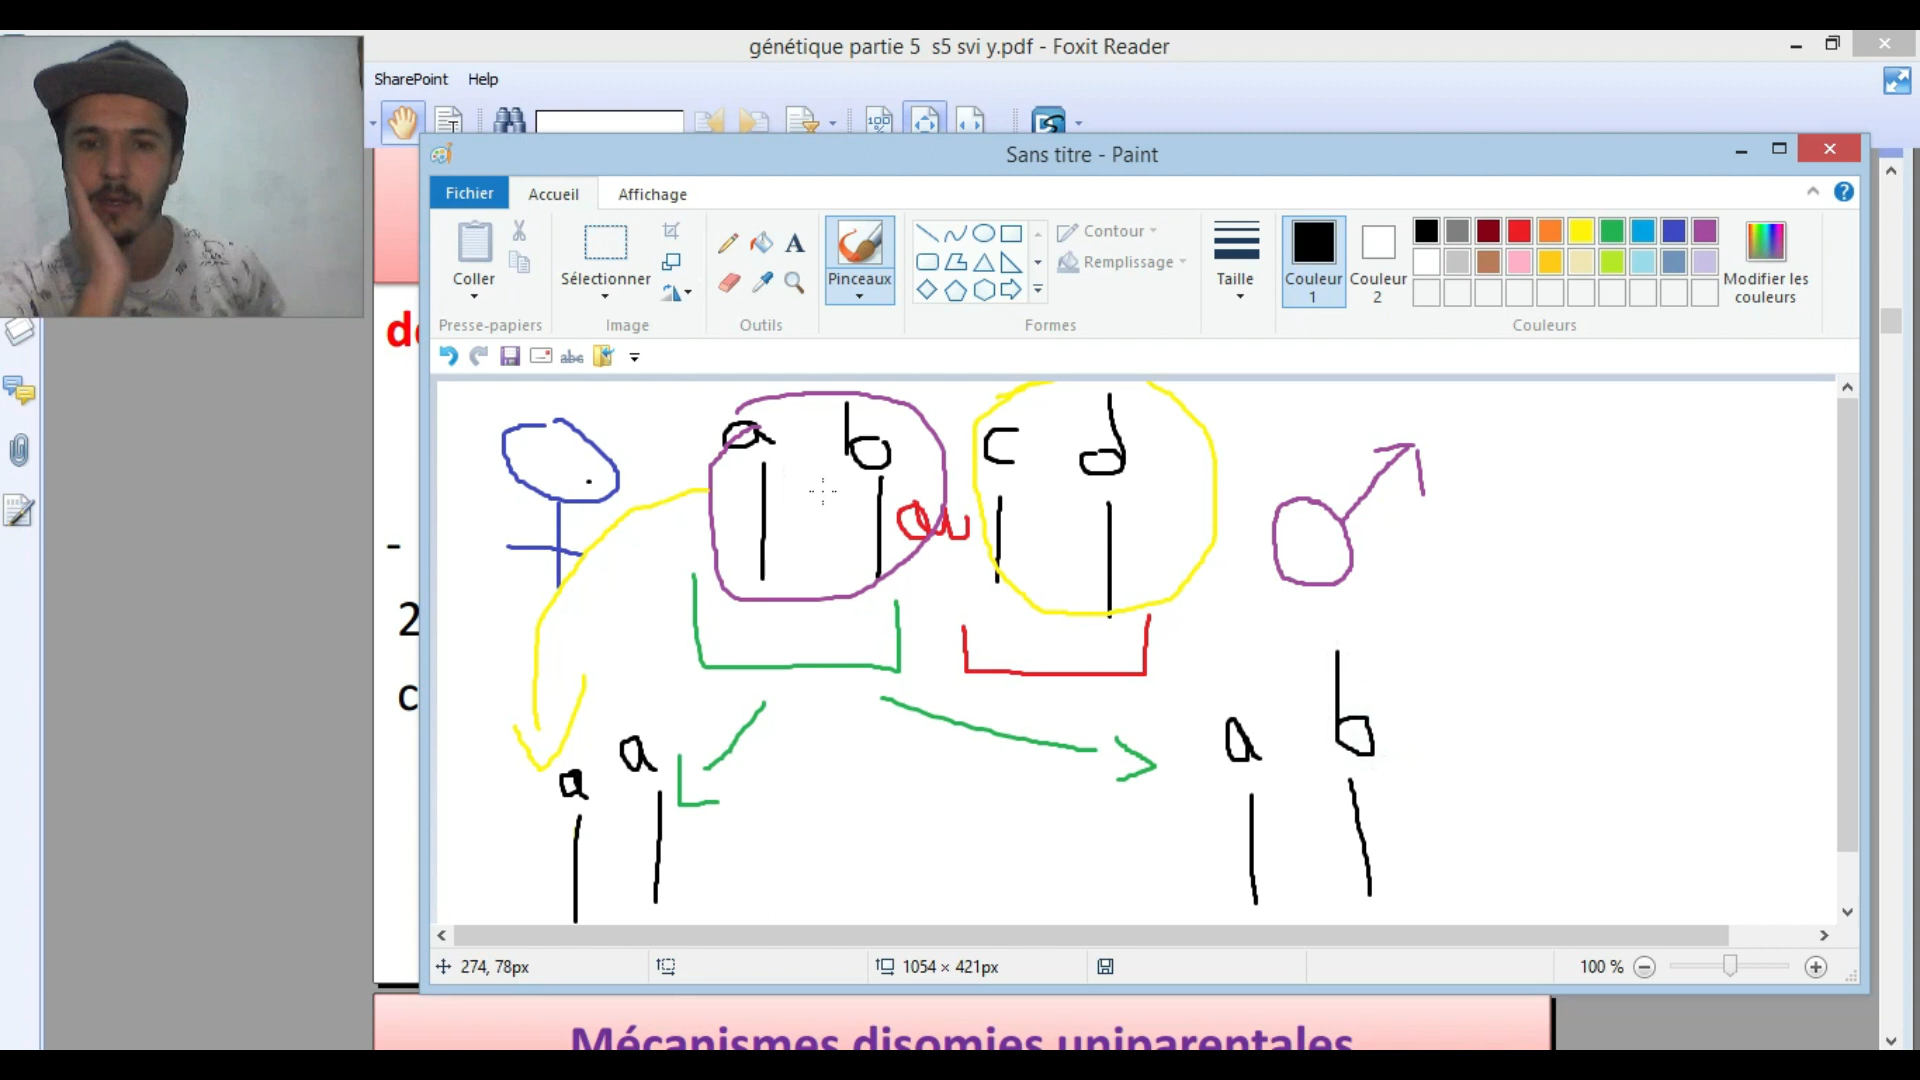 génétique partie 5 s5 svi y.pdf - Foxit Reader
SharePoint Help
Sans titre - Paint
Fichier Accueil Affichage
Coller
Sélectionner
Pinceaux
Contour
Remplissage
Taille
Couleur 1
Couleur 2
Modifier les couleurs
Presse-papiers Image Outils Formes Couleurs
a b c d
ou
a a a b
-
2
c
274, 78px
1054 × 421px
100 %
Mécanismes disomies uniparentales